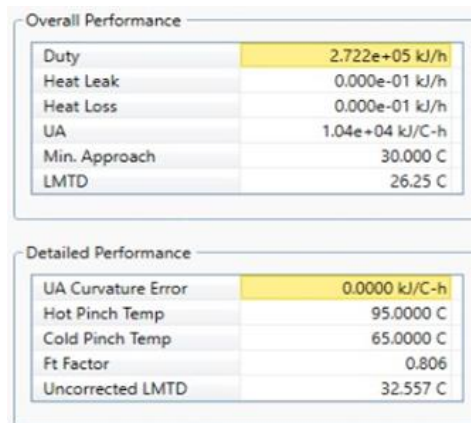 Overall Performance
Duty 2.722e+05 kJ/h
Heat Leak 0.000e-01 kJ/h
Heat Loss 0.000e-01 kJ/h
UA 1.04e+04 kJ/C-h
Min. Approach 30.000 C
LMTD 26.25 C
Detailed Performance
UA Curvature Error 0.0000 kJ/C-h
Hot Pinch Temp 95.0000 C
Cold Pinch Temp 65.0000 C
Ft Factor 0.806
Uncorrected LMTD 32.557 C